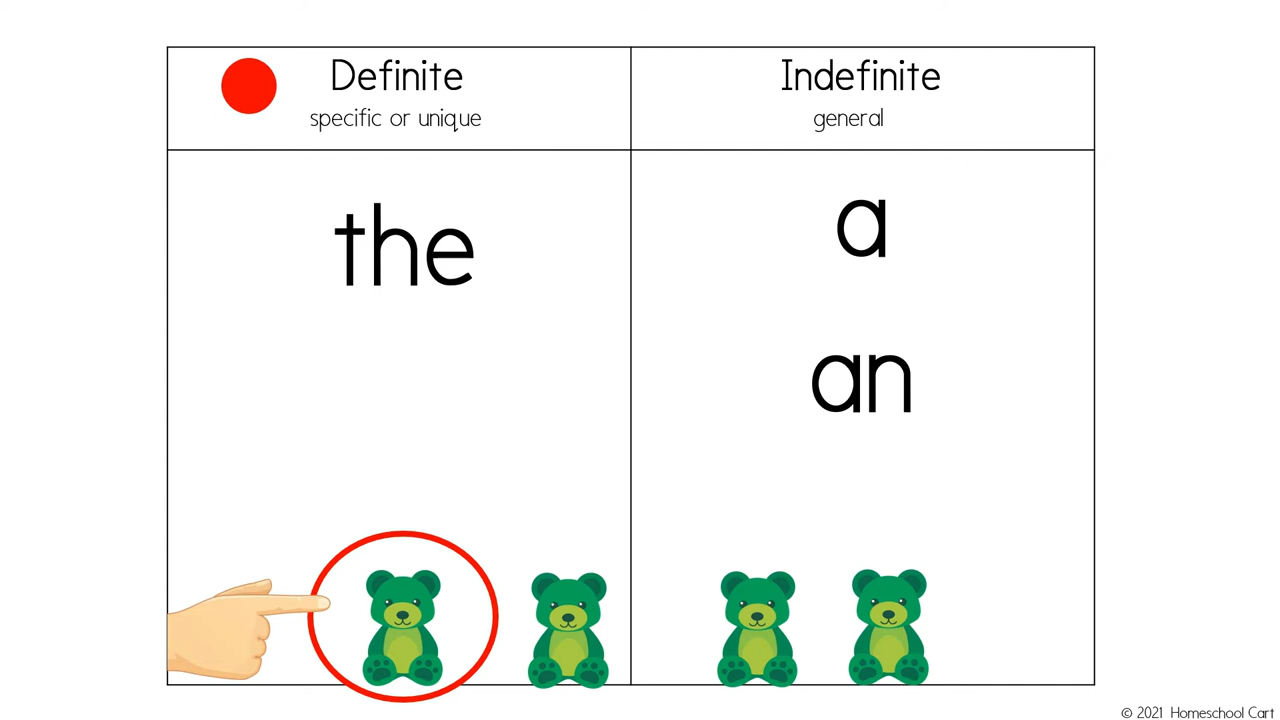 Definite
specific or unique
Indefinite
general
the
a
an
© 2021 Homeschool Cart